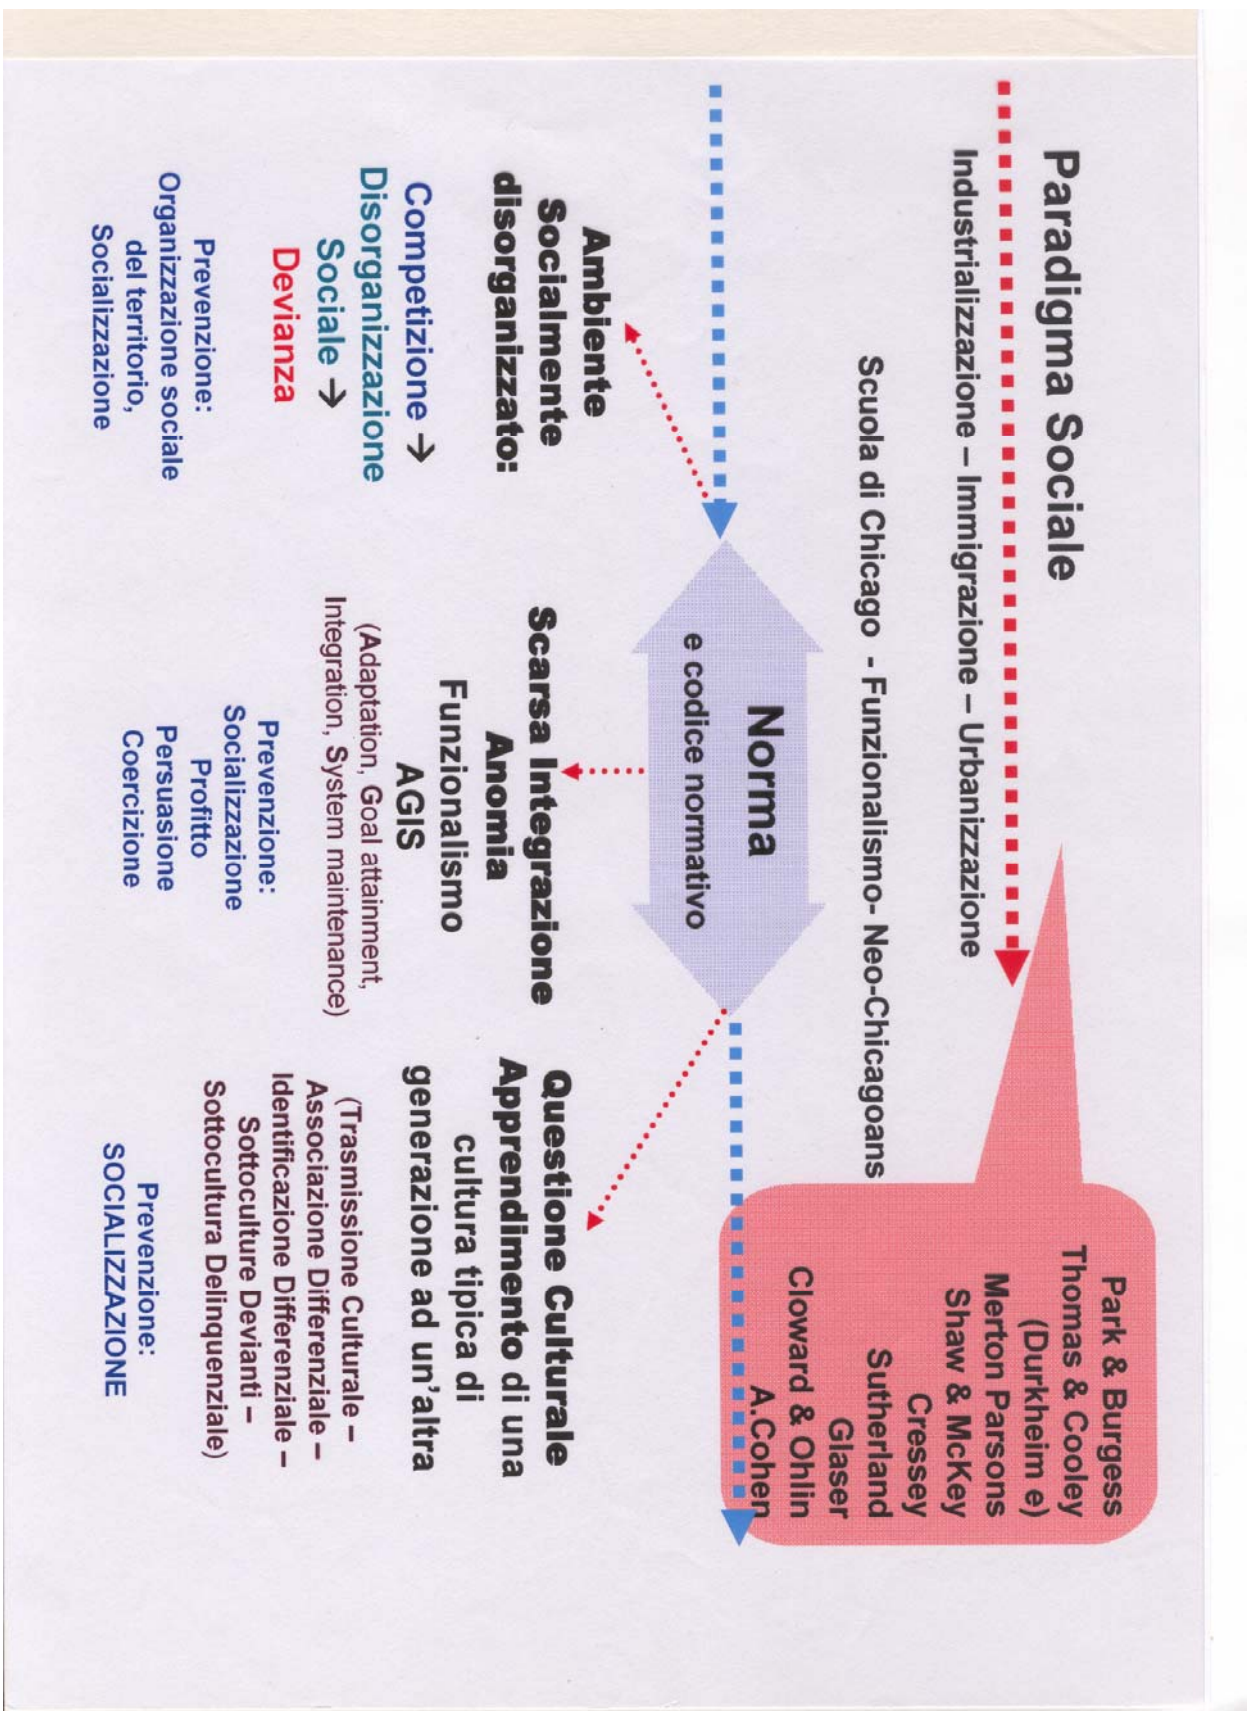 Paradigma Sociale
Industrializzazione – Immigrazione – Urbanizzazione
Scuola di Chicago - Funzionalismo- Neo-Chicagoans
Park & Burgess
Thomas & Cooley
(Durkheim e)
Merton Parsons
Shaw & McKey
Cressey
Sutherland
Glaser
Cloward & Ohlin
A.Cohen
Norma
e codice normativo
Ambiente
Socialmente
disorganizzato:
Competizione →
Disorganizzazione
Sociale →
Devianza
Prevenzione:
Organizzazione sociale
del territorio,
Socializzazione
Scarsa Integrazione
Anomia
Funzionalismo
AGIS
(Adaptation, Goal attainment,
Integration, System maintenance)
Prevenzione:
Socializzazione
Profitto
Persuasione
Coercizione
Questione Culturale
Apprendimento di una
cultura tipica di
generazione ad un'altra
(Trasmissione Culturale –
Associazione Differenziale –
Identificazione Differenziale –
Sottoculture Devianti –
Sottocultura Delinquenziale)
Prevenzione:
SOCIALIZZAZIONE